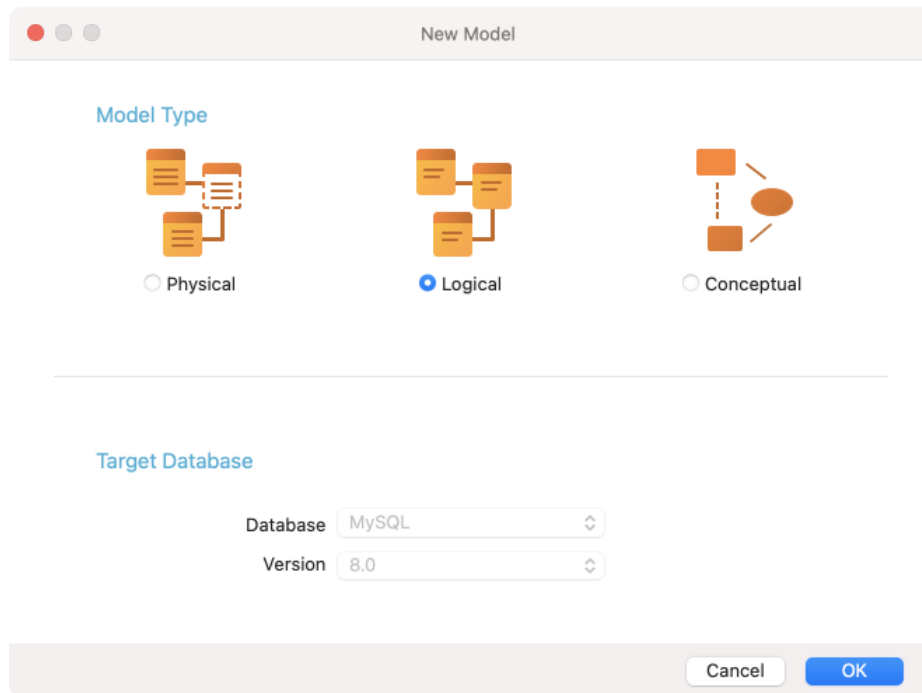 New Model
Model Type
Physical
Logical
Conceptual
Target Database
Database MySQL
Version 8.0
Cancel OK